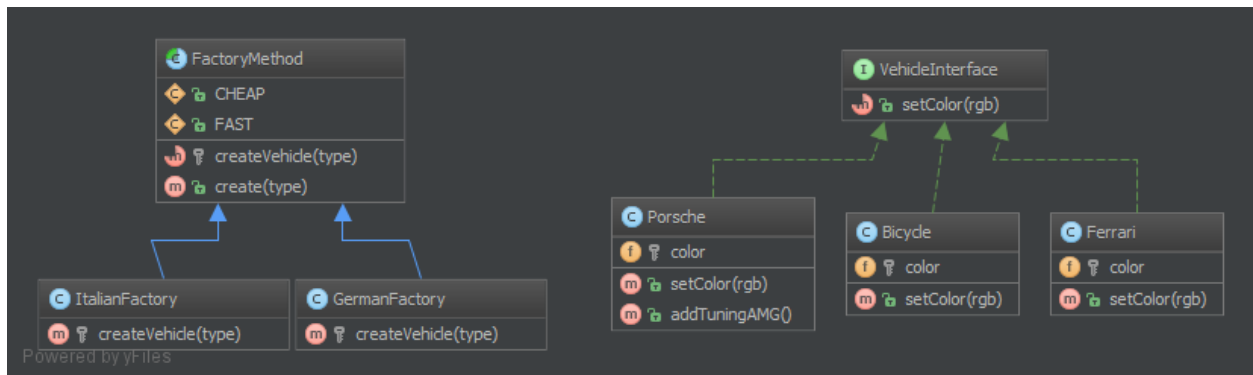 FactoryMethod
CHEAP
FAST
createVehicle(type)
create(type)
ItalianFactory
createVehicle(type)
GermanFactory
createVehicle(type)
VehicleInterface
setColor(rgb)
Porsche
color
setColor(rgb)
addTuningAMG()
Bicycle
color
setColor(rgb)
Ferrari
color
setColor(rgb)
Powered by yFiles